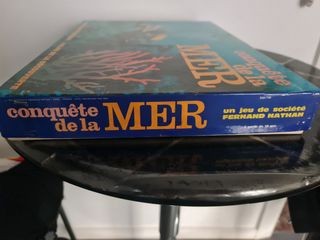 conquête
de la
MER
conquête
de la MER
un jeu de société
FERNAND NATHAN